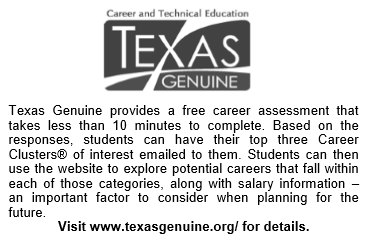 Career and Technical Education
TEXAS
GENUINE
Texas Genuine provides a free career assessment that
takes less than 10 minutes to complete. Based on the
responses, students can have their top three Career
Clusters® of interest emailed to them. Students can then
use the website to explore potential careers that fall within
each of those categories, along with salary information –
an important factor to consider when planning for the
future.
Visit www.texasgenuine.org/ for details.